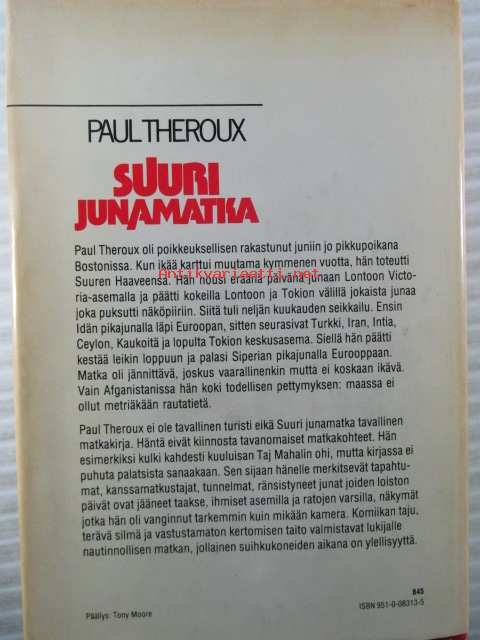 PAUL THEROUX
SUURI
JUNAMATKA
Paul Theroux oli poikkeuksellisen rakastunut juniin jo pikkupoikana
Bostonissa. Kun ikää karttui muutama kymmenen vuotta, hän toteutti
Suuren Haaveensa. Hän nousi eräänä päivänä junaan Lontoon Victo-
Antikvariaatti.net
ria-asemalla ja päätti kokeilla Lontoon ja Tokion välillä jokaista junaa
joka puksutti näköpiiriin. Siitä tuli neljän kuukauden seikkailu. Ensin
Idän pikajunalla läpi Euroopan, sitten seurasivat Turkki, Iran, Intia,
Ceylon, Kaukoitä ja lopulta Tokion keskusasema. Siellä hän päätti
kestää leikin loppuun ja palasi Siperian pikajunalla Eurooppaan.
Matka oli jännittävä, joskus vaarallinenkin mutta ei koskaan ikävä.
Vain Afganistanissa hän koki todellisen pettymyksen: maassa ei
ollut metriäkään rautatietä.
Paul Theroux ei ole tavallinen turisti eikä Suuri junamatka tavallinen
matkakirja. Häntä eivät kiinnosta tavanomaiset matkakohteet. Hän
esimerkiksi kulki kahdesti kuuluisan Taj Mahalin ohi, mutta kirjassa ei
puhuta palatsista sanaakaan. Sen sijaan hänelle merkitsevät tapahtu-
mat, kanssamatkustajat, tunnelmat, ränsistyneet junat joiden loiston
päivät ovat jääneet taakse, ihmiset asemilla ja ratojen varsilla, näkymät
jotka hän oli vanginnut tarkemmin kuin mikään kamera. Komiikan taju,
terävä silmä ja vastustamaton kertomisen taito valmistavat lukijalle
nautinnollisen matkan, jollainen suihkukoneiden aikana on ylellisyyttä.
845
Päällys: Tony Moore
ISBN 951-0-08313-5